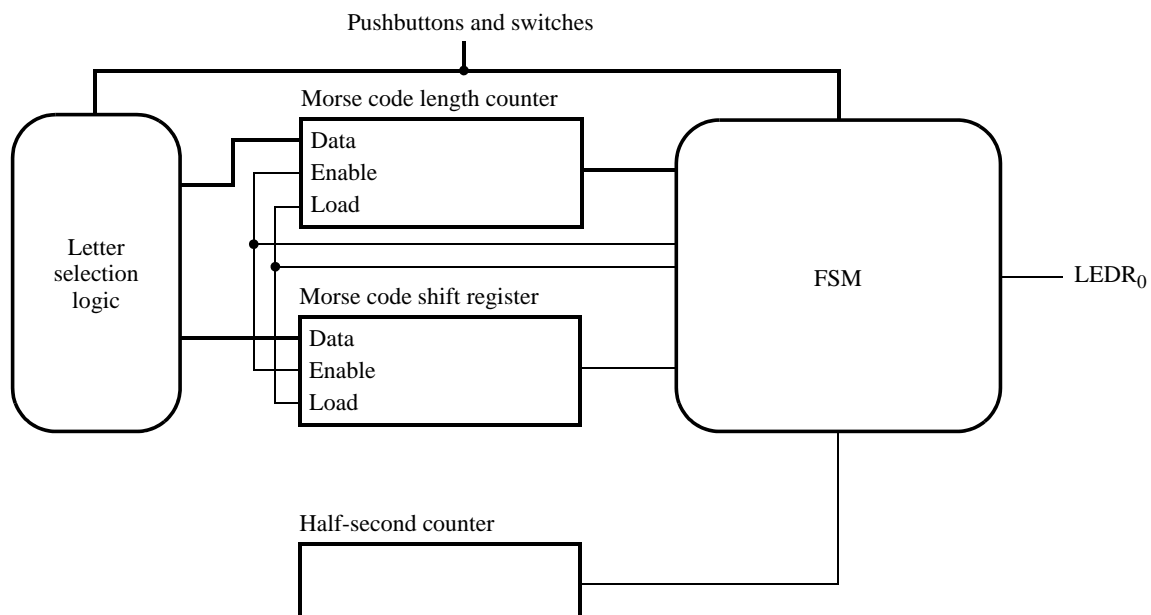 Pushbuttons and switches
Morse code length counter
Data
Enable
Load
Letter
selection
logic
FSM
LEDR0
Morse code shift register
Data
Enable
Load
Half-second counter